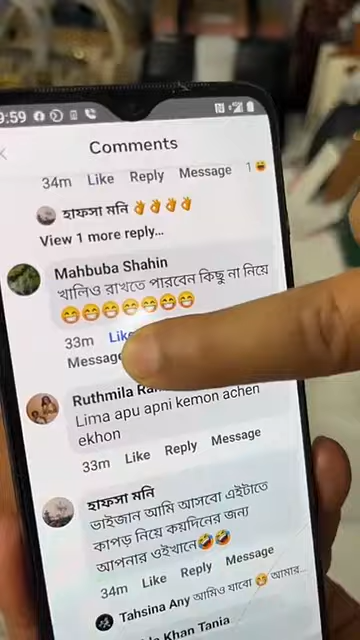 9:59
Comments
34m Like Reply Message 1
হাফসা মনি 👌👌👌👌
View 1 more reply...
Mahbuba Shahin
খালিও রাখতে পারবেন কিছু না নিয়ে
😁😁😁😁😁😁😁
33m Like
Message
Ruthmila
Lima apu apni kemon achen
ekhon
33m Like Reply Message
হাফসা মনি
ভাইজান আমি আসবো এইটাতে
কাপড় নিয়ে কয়দিনের জন্য
আপনার ওইখানে🤣🤣
34m Like Reply Message
Tahsina Any আমিও যাবো 😁 আমার...
Khan Tania